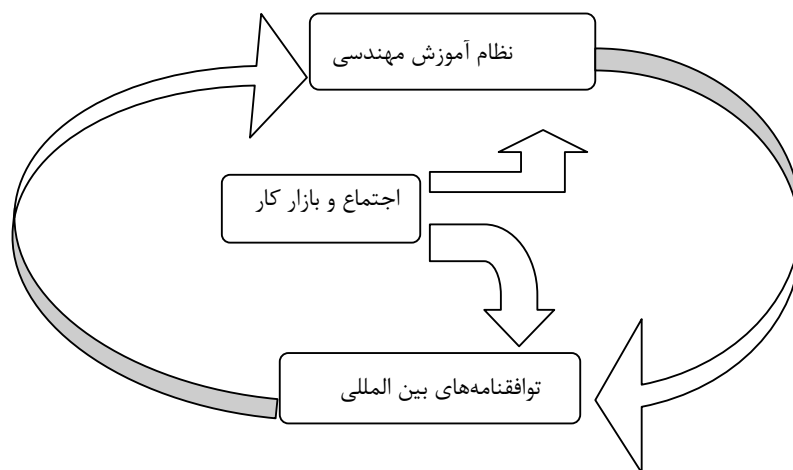 نظام آموزش مهندسی
اجتماع و بازار کار
توافقنامه‌های بین المللی